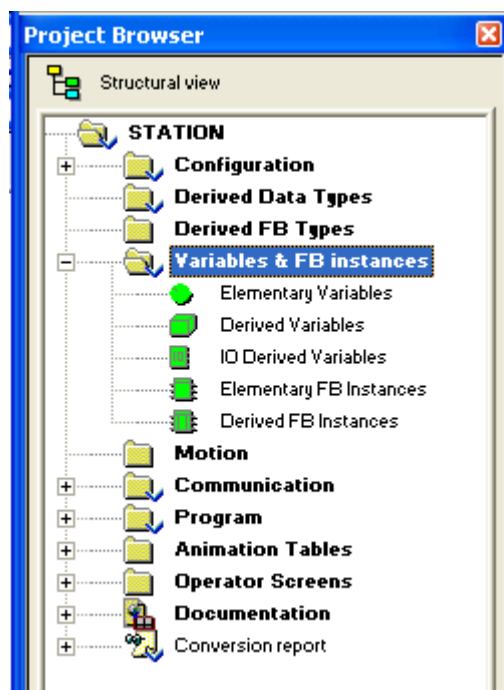 Project Browser
Structural view
STATION
Configuration
Derived Data Types
Derived FB Types
Variables & FB instances
Elementary Variables
Derived Variables
IO Derived Variables
Elementary FB Instances
Derived FB Instances
Motion
Communication
Program
Animation Tables
Operator Screens
Documentation
Conversion report